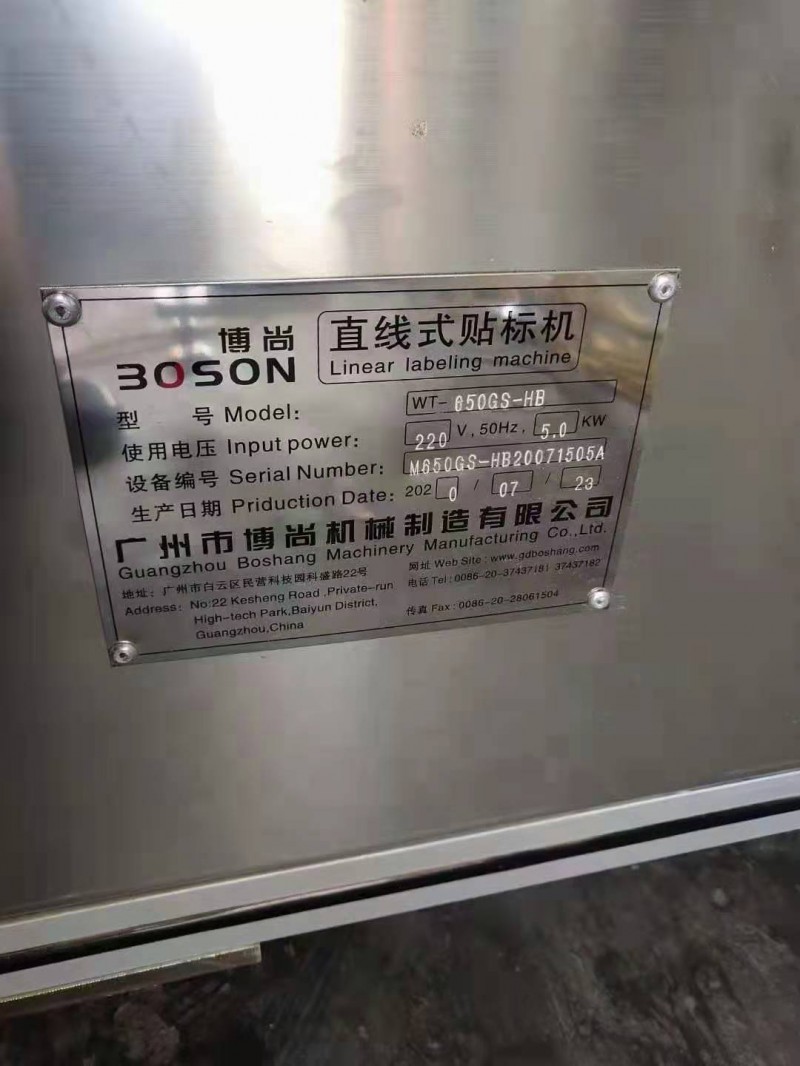 博尚
BOSON
直线式贴标机
Linear labeling machine
型 号 Model: WT-650GS-HB
使用电压 Input power: 220 V, 50Hz, 5.0 KW
设备编号 Serial Number: M650GS-HB20071505A
生产日期 Priduction Date: 2020 / 07 / 23
广州市博尚机械制造有限公司
Guangzhou Boshang Machinery Manufacturing Co.,Ltd.
地址: 广州市白云区民营科技园科盛路22号
Address: No:22 Kesheng Road ,Private-run
High-tech Park,Baiyun District,
Guangzhou,China
网址 Web Site : www.gdboshang.com
电话 Tel : 0086-20-37437181 37437182
传真 Fax : 0086-20-28061504